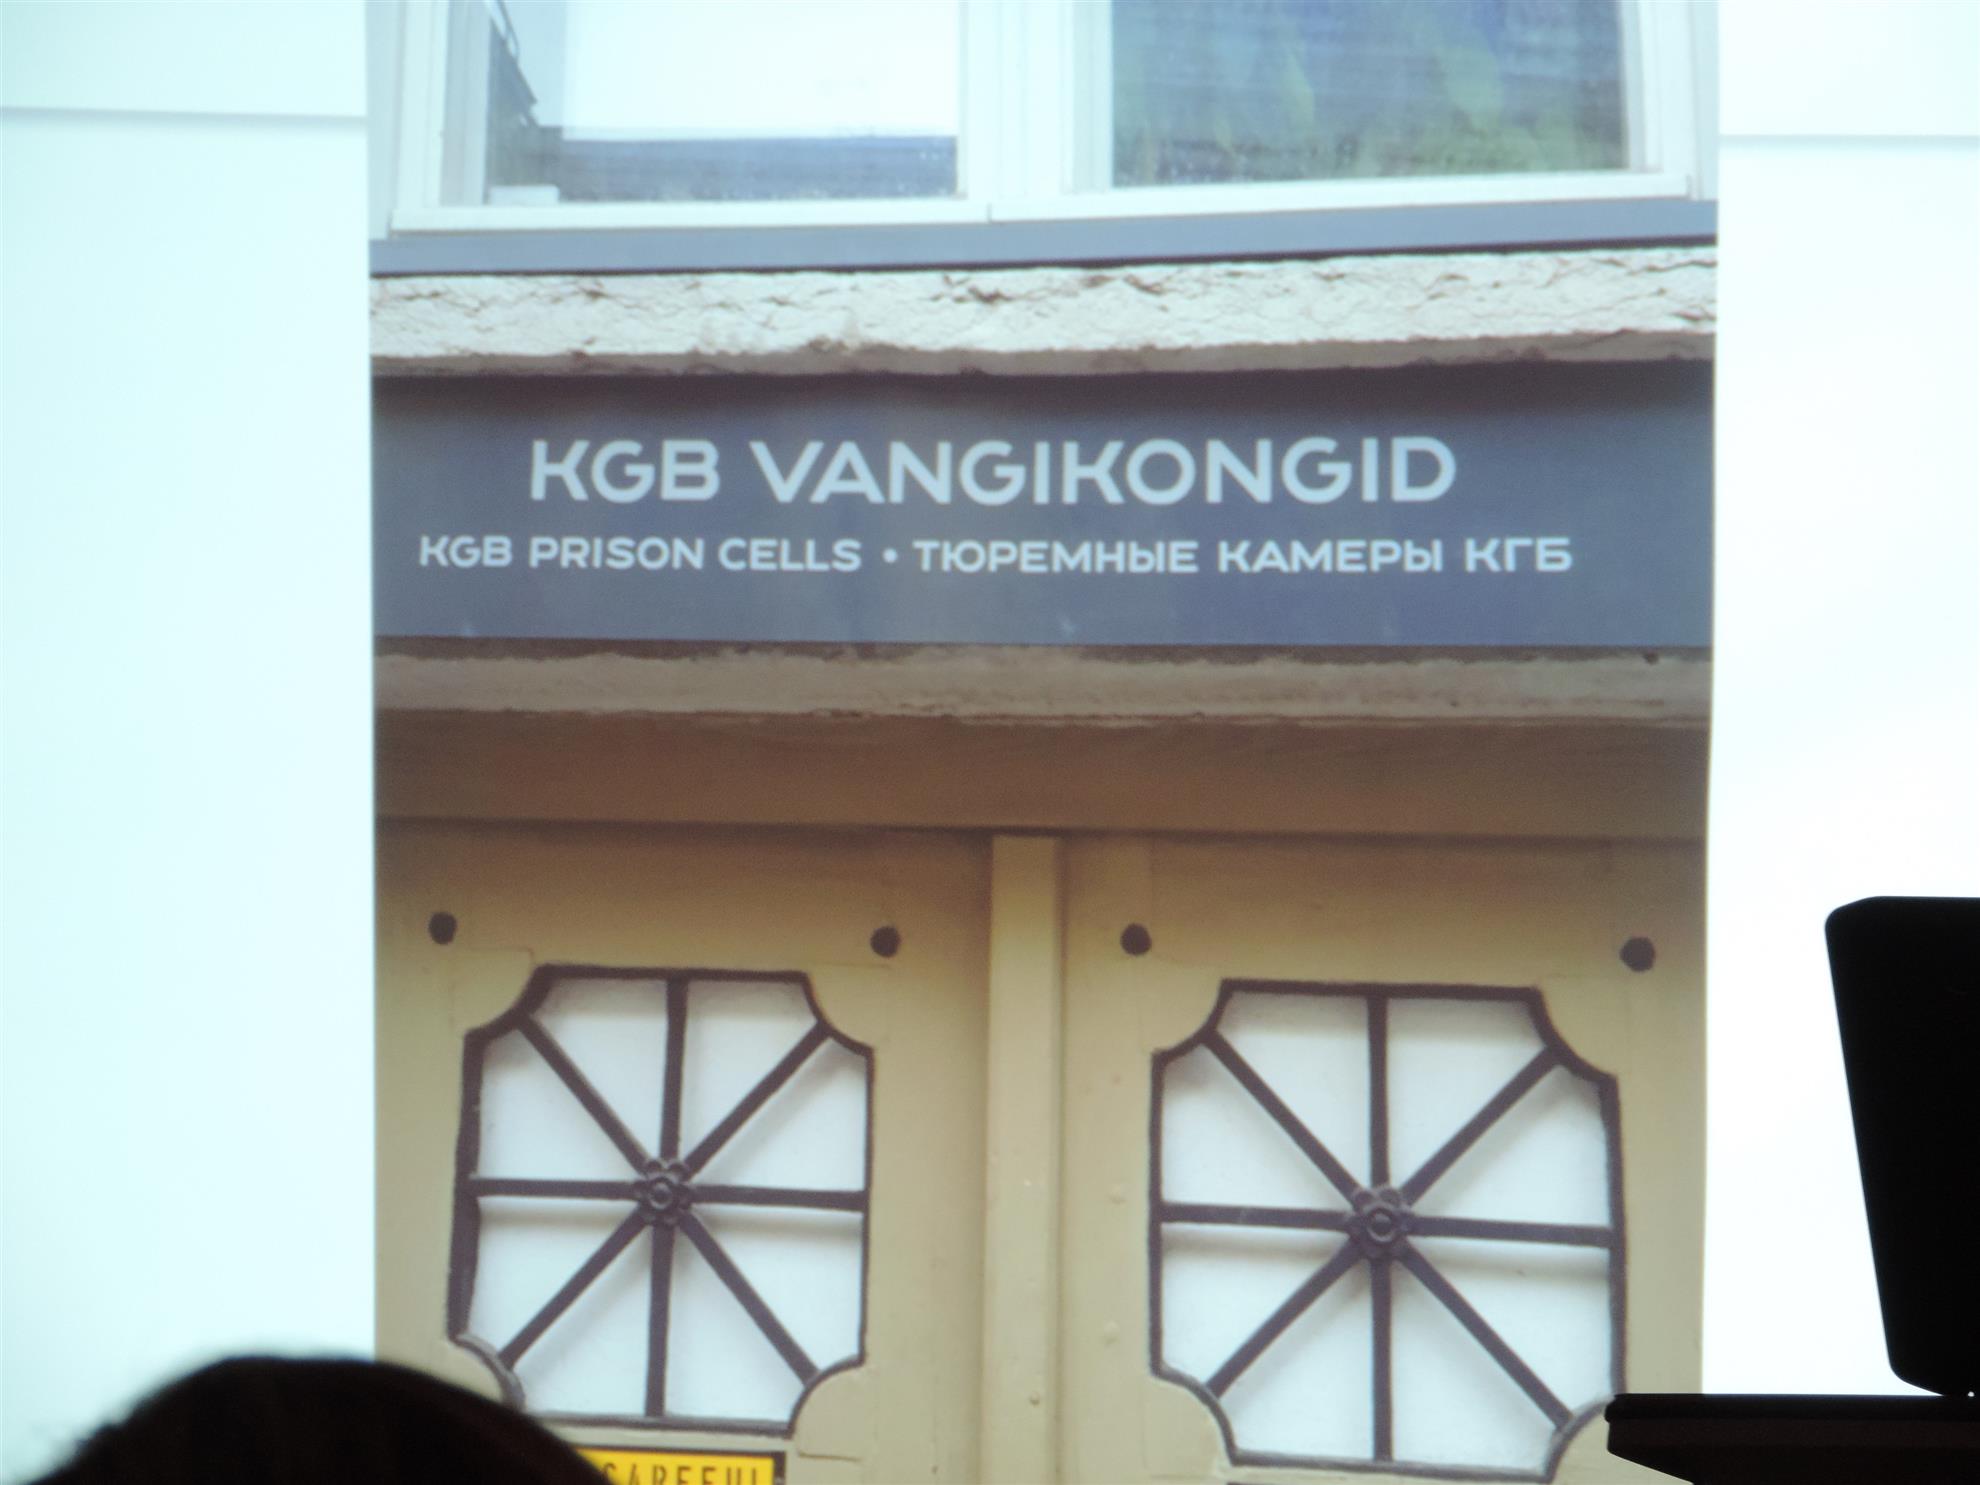 KGB VANGIKONGID
KGB PRISON CELLS • ТЮРЕМНЫЕ КАМЕРЫ КГБ